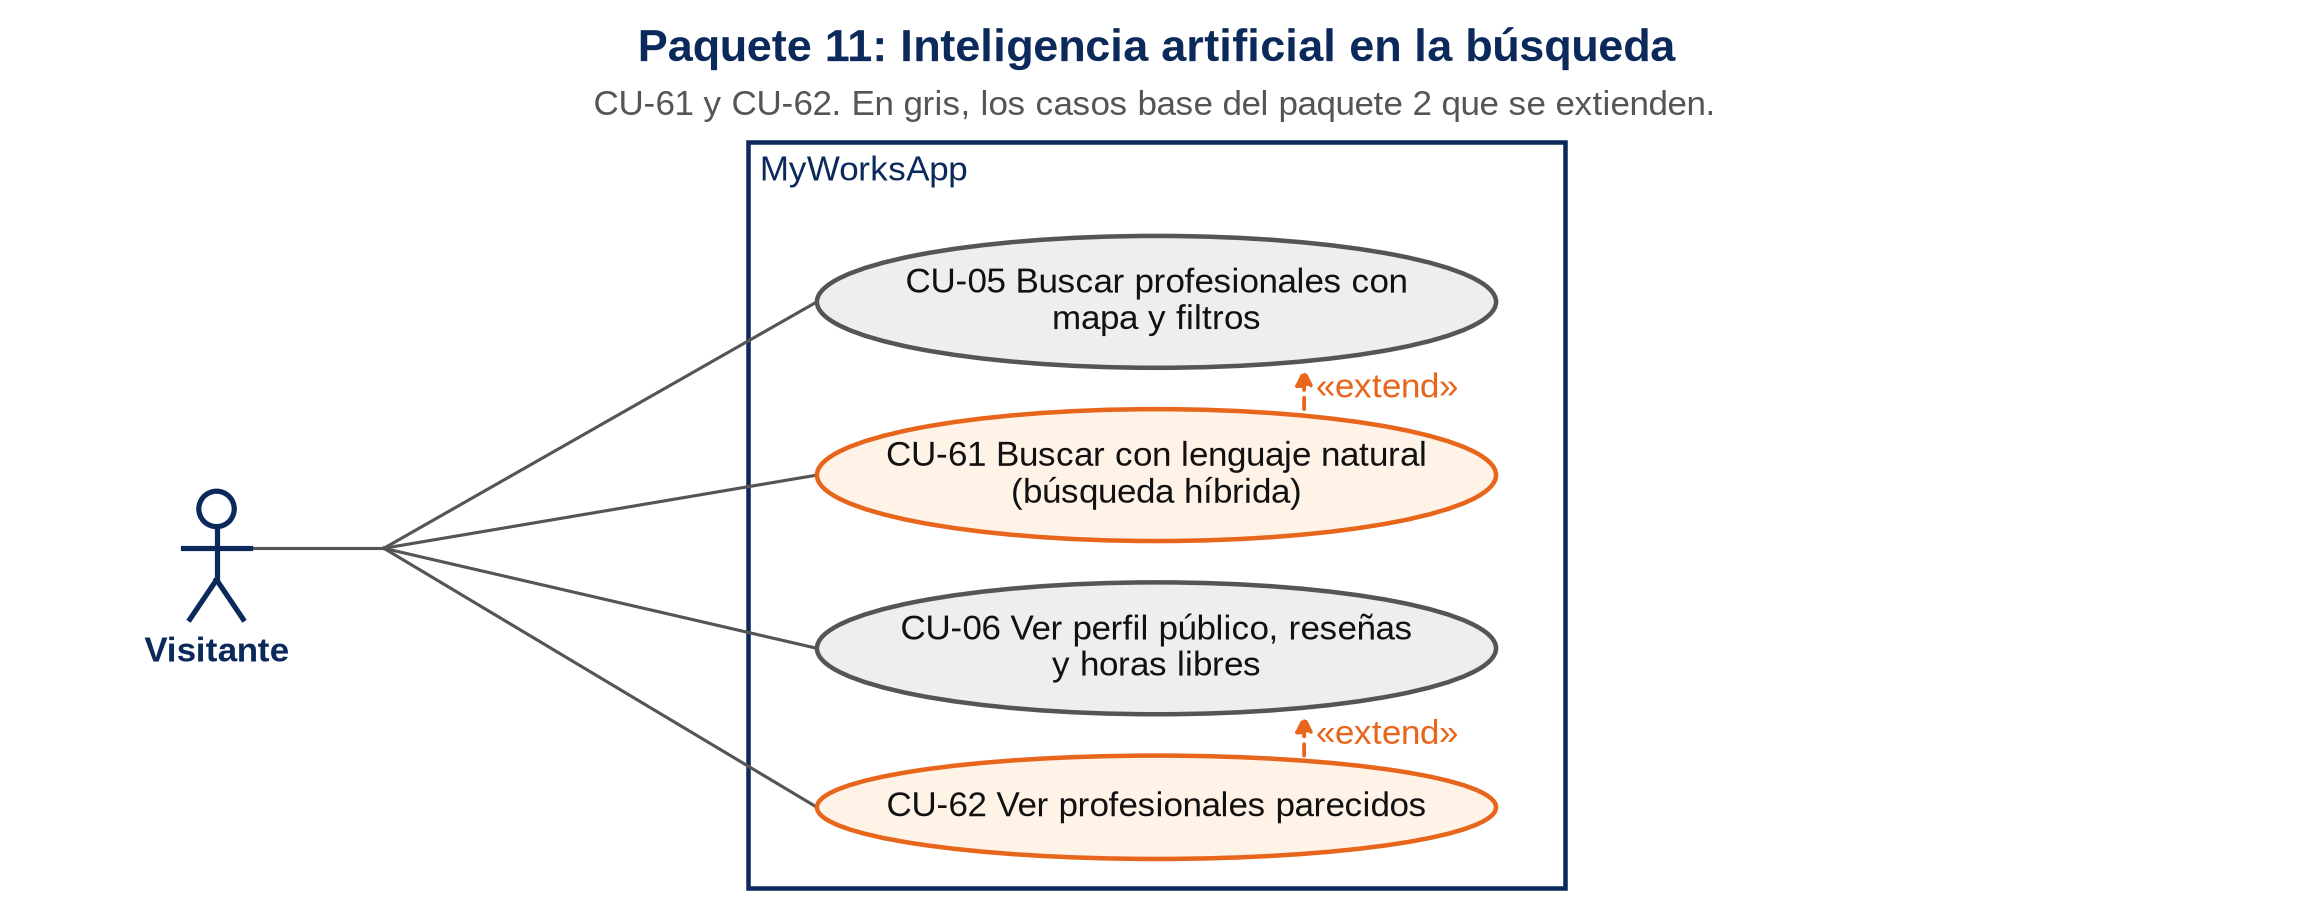 Paquete 11: Inteligencia artificial en la búsqueda
CU-61 y CU-62. En gris, los casos base del paquete 2 que se extienden.
MyWorksApp
CU-05 Buscar profesionales con
mapa y filtros
«extend»
CU-61 Buscar con lenguaje natural
(búsqueda híbrida)
CU-06 Ver perfil público, reseñas
y horas libres
Visitante
«extend»
CU-62 Ver profesionales parecidos